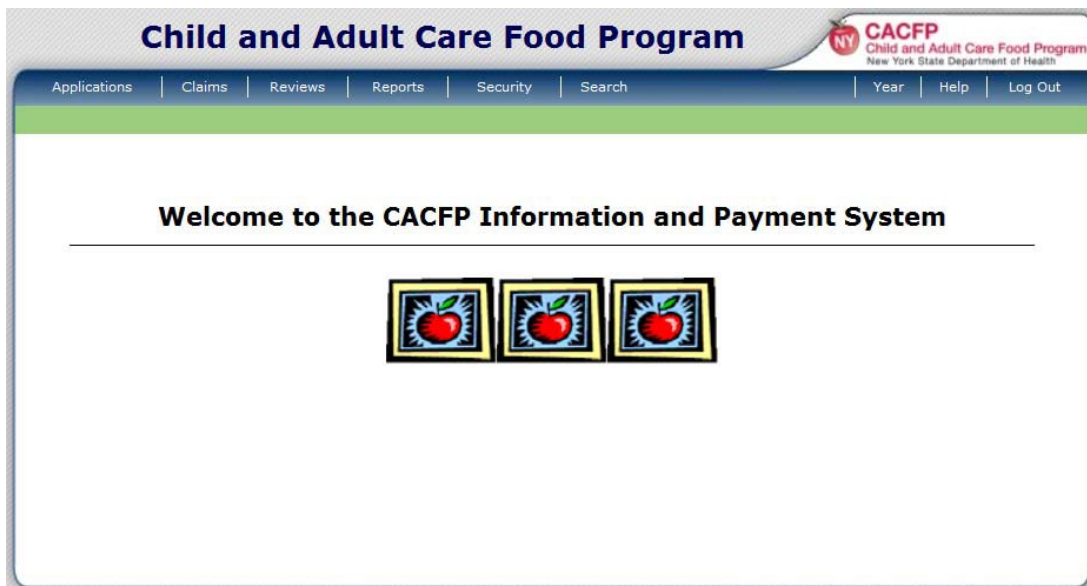 Child and Adult Care Food Program
NY
CACFP
Child and Adult Care Food Program
New York State Department of Health
Applications Claims Reviews Reports Security Search Year Help Log Out
Welcome to the CACFP Information and Payment System